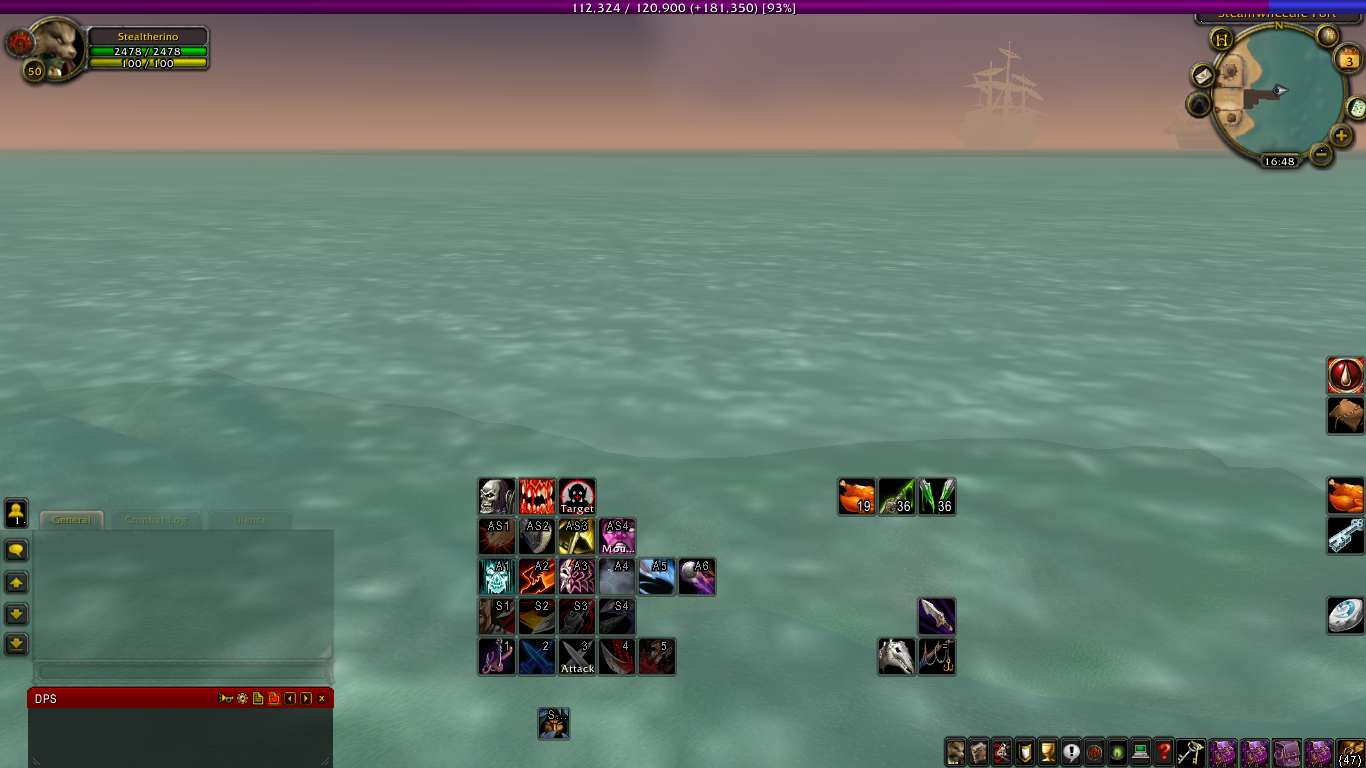 112,324 / 120,900 (+181,350) [93%]
Steamwheedle Port
Stealtherino
2478 / 2478
100 / 100
50
N
3
16:48
Target
19
36
36
AS1 AS2 AS3 AS4
Mou...
A1 A2 A3 A4 A5 A6
S1 S2 S3 S4
1 2 3 4 5
Attack
S...
1
General
Combat Log
silence
DPS
(47)